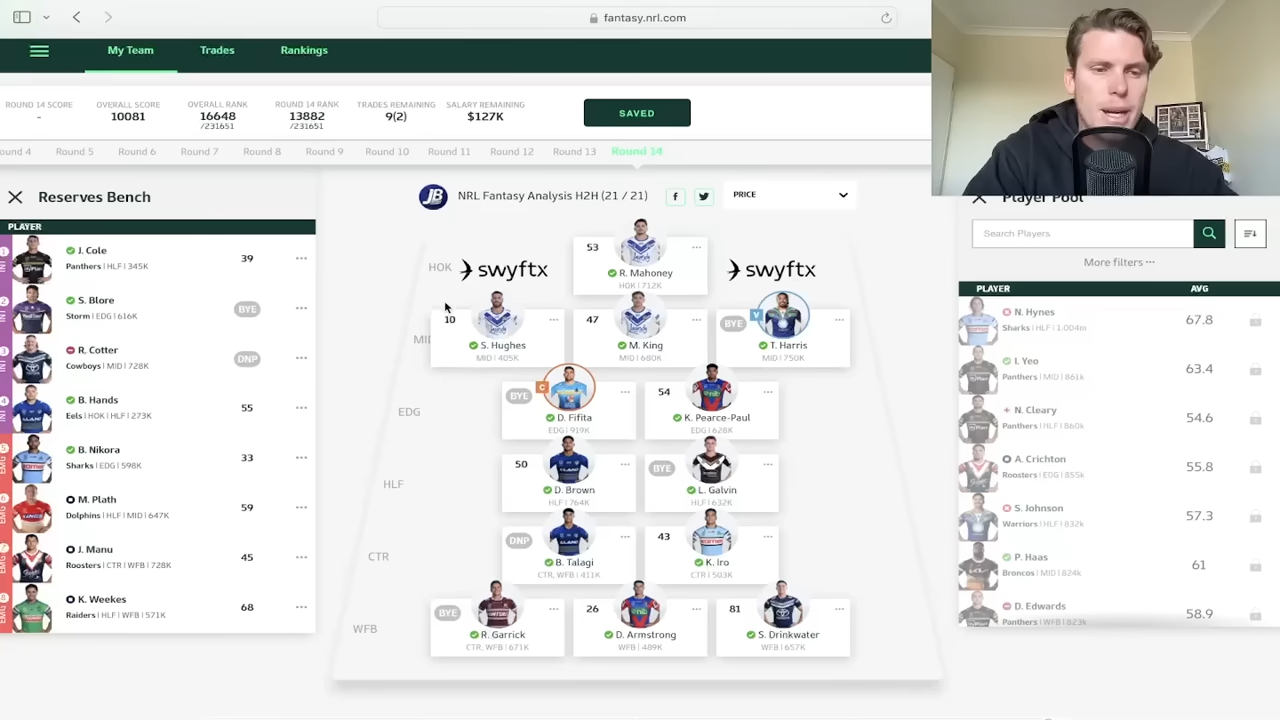 fantasy.nrl.com
My Team
Trades
Rankings
ROUND 14 SCORE
-
OVERALL SCORE
10081
OVERALL RANK
16648
/231651
ROUND 14 RANK
13882
/231651
TRADES REMAINING
9(2)
SALARY REMAINING
$127K
SAVED
ound 4
Round 5
Round 6
Round 7
Round 8
Round 9
Round 10
Round 11
Round 12
Round 13
Round 14
Reserves Bench
PLAYER
J. Cole
Panthers | HLF | 345K
39
S. Blore
Storm | EDG | 616K
BYE
R. Cotter
Cowboys | MID | 728K
DNP
B. Hands
Eels | HOK | HLF | 273K
55
B. Nikora
Sharks | EDG | 598K
33
M. Plath
Dolphins | HLF | MID | 647K
59
J. Manu
Roosters | CTR | WFB | 728K
45
K. Weekes
Raiders | HLF | WFB | 571K
68
JB
NRL Fantasy Analysis H2H (21 / 21)
PRICE
HOK
swyftx
swyftx
53
R. Mahoney
HOK | 712K
MID
10
S. Hughes
MID | 405K
47
M. King
MID | 680K
V
BYE
T. Harris
MID | 750K
EDG
C
BYE
D. Fifita
EDG | 919K
54
K. Pearce-Paul
EDG | 628K
HLF
50
D. Brown
HLF | 764K
BYE
L. Galvin
HLF | 632K
CTR
DNP
B. Talagi
CTR, WFB | 411K
43
K. Iro
CTR | 503K
WFB
BYE
R. Garrick
CTR, WFB | 671K
26
D. Armstrong
WFB | 489K
81
S. Drinkwater
WFB | 657K
Player Pool
Search Players
More filters
PLAYER
AVG
N. Hynes
Sharks | HLF | 1.004m
67.8
I. Yeo
Panthers | MID | 861k
63.4
N. Cleary
Panthers | HLF | 860k
54.6
A. Crichton
Roosters | EDG | 855k
55.8
S. Johnson
Warriors | HLF | 832k
57.3
P. Haas
Broncos | MID | 824k
61
D. Edwards
Panthers | WFB | 823k
58.9